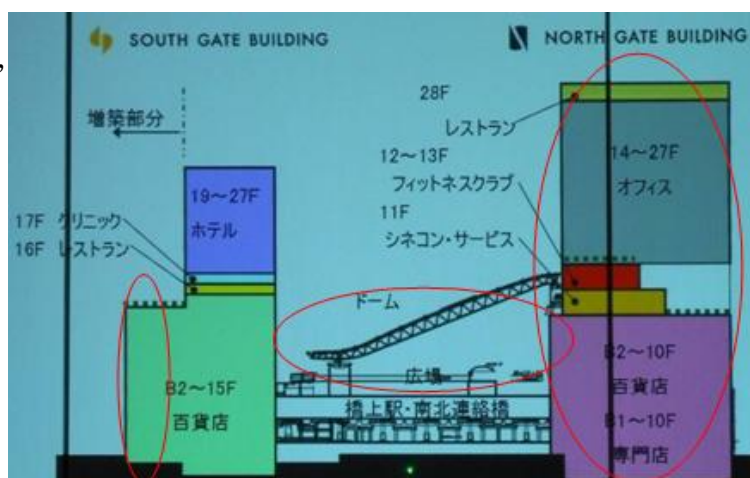 ,
SOUTH GATE BUILDING
NORTH GATE BUILDING
増築部分
19～27F
ホテル
17F クリニック
16F レストラン
B2～15F
百貨店
ドーム
広場
橋上駅・南北連絡橋
28F
レストラン
12～13F
フィットネスクラブ
11F
シネコン・サービス
14～27F
オフィス
B2～10F
百貨店
B1～10F
専門店